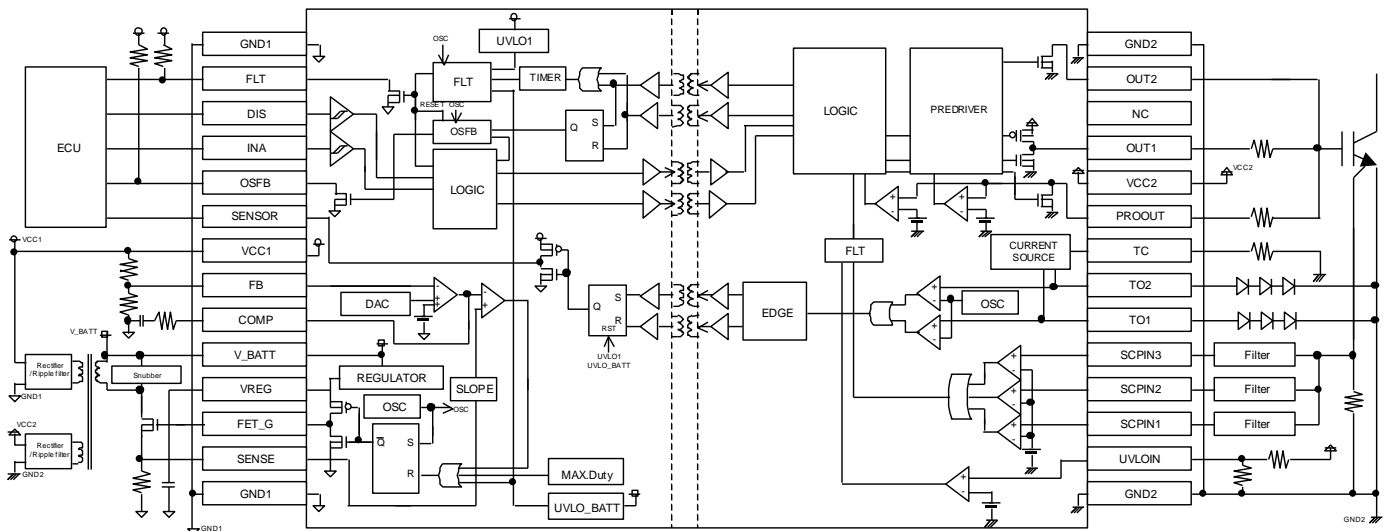 GND1
UVLO1
OSC
GND2
FLT
FLT
TIMER
OUT2
RESET OSC
DIS
OSFB
Q
S
R
LOGIC
PREDRIVER
NC
ECU
INA
OUT1
LOGIC
OSFB
VCC2
VCC2
SENSOR
PROOUT
VCC1
VCC1
FLT
CURRENT
SOURCE
TC
FB
DAC
Q
S
R
RST
EDGE
OSC
TO2
COMP
TO1
V_BATT
V_BATT
UVLO1
UVLO_BATT
SCPIN3
Filter
Rectifier
/Ripple filter
Snubber
REGULATOR
SLOPE
GND1
VREG
SCPIN2
Filter
OSC
OSC
VCC2
FET_G
SCPIN1
Filter
Rectifier
/Ripple filter
Q
S
R
GND2
SENSE
MAX.Duty
UVLOIN
GND1
UVLO_BATT
GND2
GND1
GND2